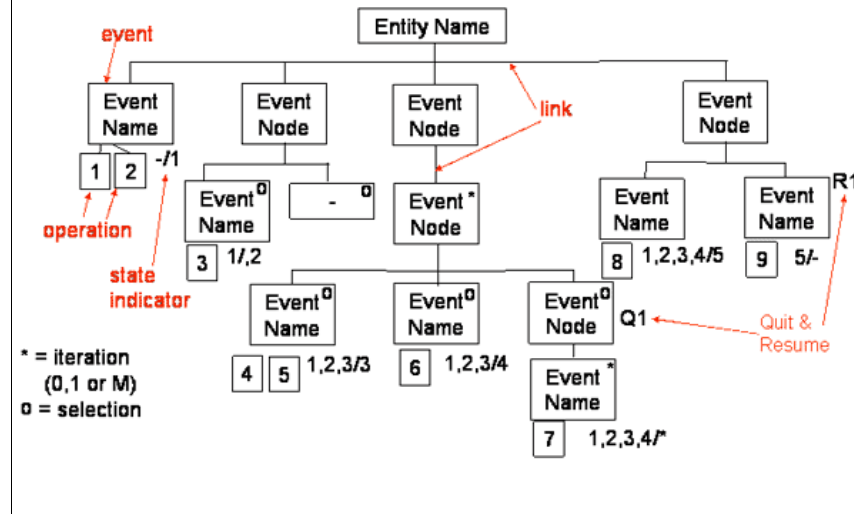 Entity Name
event
Event
Name
Event
Node
Event
Node
link
Event
Node
1
2
-/1
operation
state
indicator
Event o
Name
- o
3
1/,2
Event *
Node
Event
Name
Event
Name
R1
8
1,2,3,4/5
9
5/-
Event o
Name
Event o
Name
Event o
Node
Q1
Quit &
Resume
4
5
1,2,3/3
6
1,2,3/4
Event *
Name
7
1,2,3,4/*
* = iteration
(0,1 or M)
o = selection